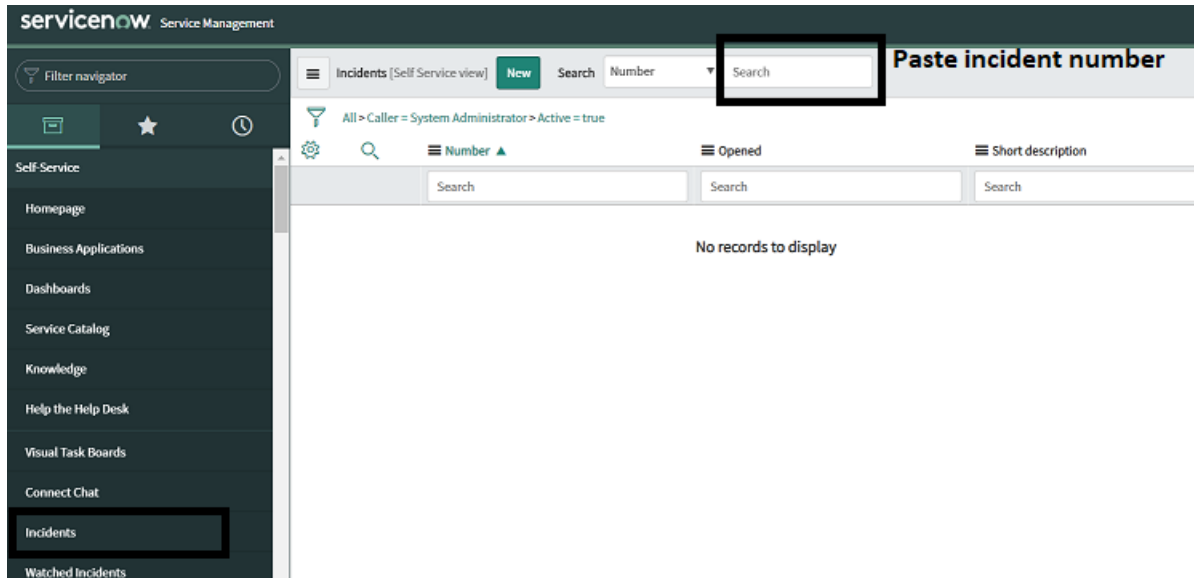 servicenow Service Management
Filter navigator
Incidents [Self Service view] New Search Number Search Paste incident number
All > Caller = System Administrator > Active = true
Number Opened Short description
Search Search Search
No records to display
Self-Service
Homepage
Business Applications
Dashboards
Service Catalog
Knowledge
Help the Help Desk
Visual Task Boards
Connect Chat
Incidents
Watched Incidents